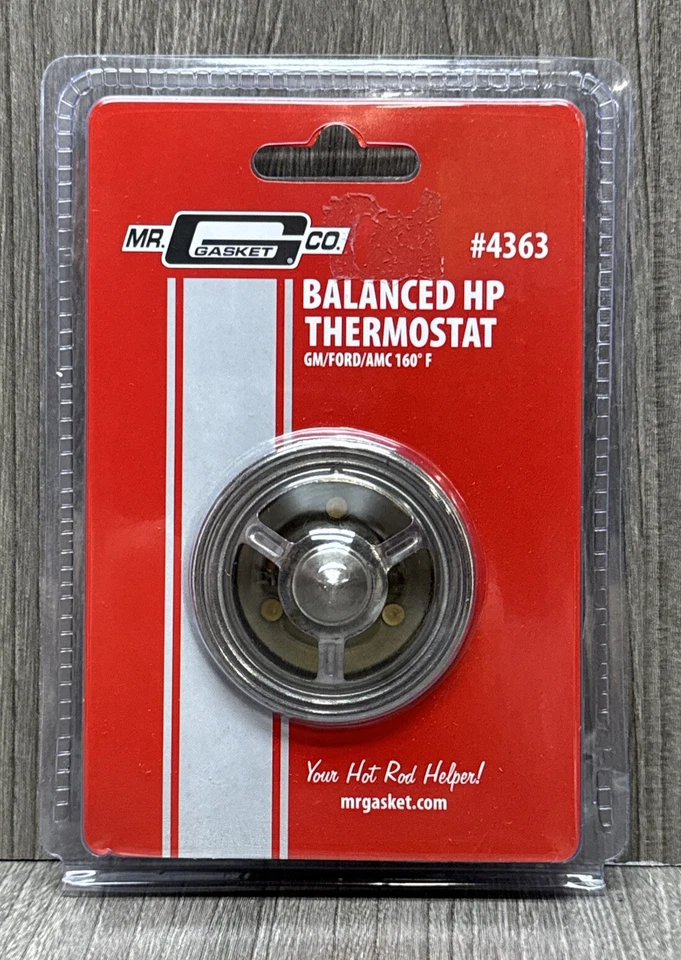 MR. GASKET CO.
#4363
BALANCED HP
THERMOSTAT
GM/FORD/AMC 160° F
Your Hot Rod Helper!
mrgasket.com